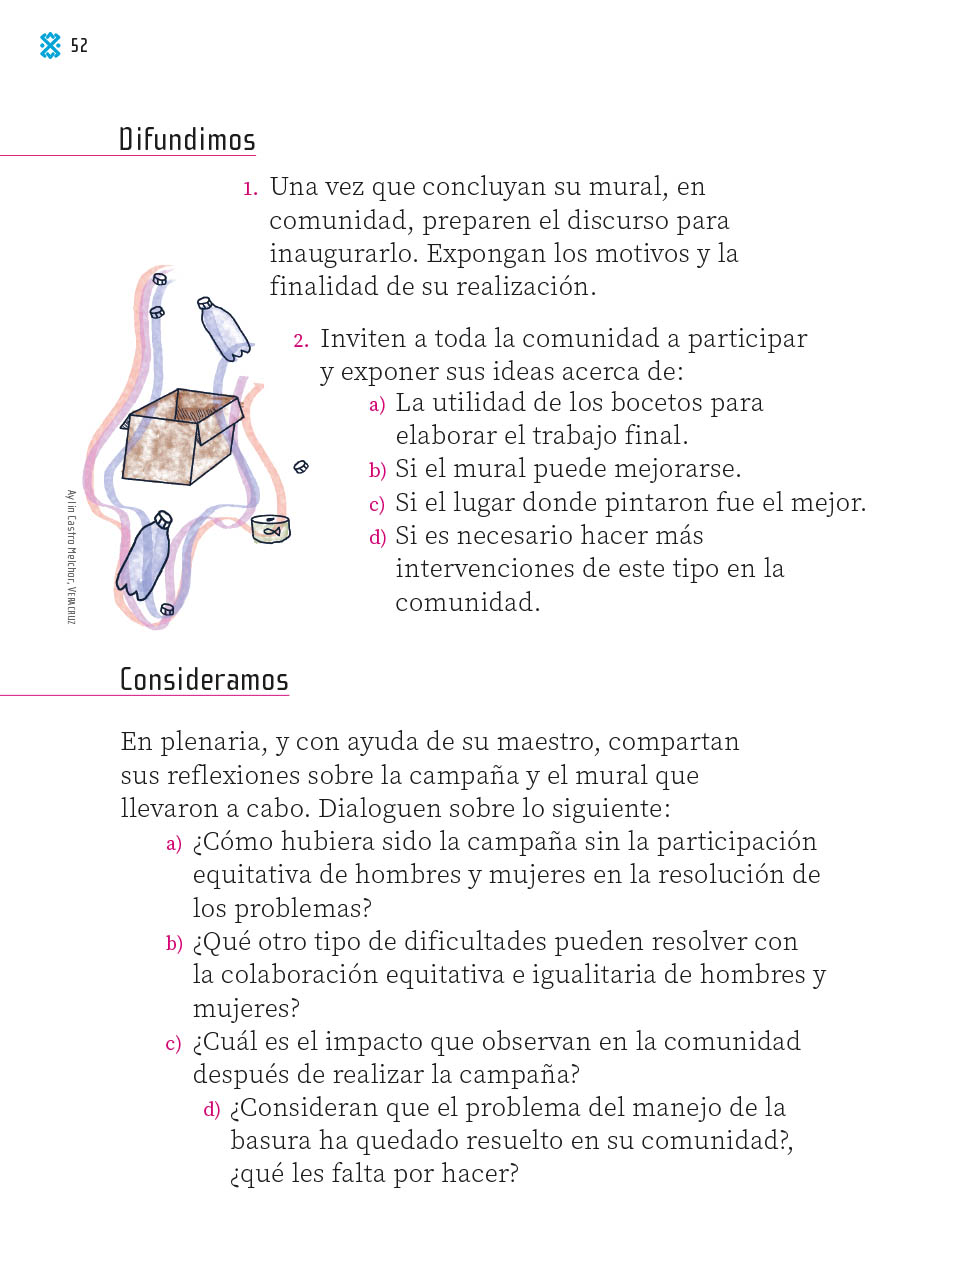 52
Difundimos
1. Una vez que concluyan su mural, en
comunidad, preparen el discurso para
inaugurarlo. Expongan los motivos y la
finalidad de su realización.
2. Inviten a toda la comunidad a participar
y exponer sus ideas acerca de:
a) La utilidad de los bocetos para
elaborar el trabajo final.
b) Si el mural puede mejorarse.
c) Si el lugar donde pintaron fue el mejor.
d) Si es necesario hacer más
intervenciones de este tipo en la
comunidad.
Aylín Castro Melchor, VERACRUZ
Consideramos
En plenaria, y con ayuda de su maestro, compartan
sus reflexiones sobre la campaña y el mural que
llevaron a cabo. Dialoguen sobre lo siguiente:
a) ¿Cómo hubiera sido la campaña sin la participación
equitativa de hombres y mujeres en la resolución de
los problemas?
b) ¿Qué otro tipo de dificultades pueden resolver con
la colaboración equitativa e igualitaria de hombres y
mujeres?
c) ¿Cuál es el impacto que observan en la comunidad
después de realizar la campaña?
d) ¿Consideran que el problema del manejo de la
basura ha quedado resuelto en su comunidad?,
¿qué les falta por hacer?